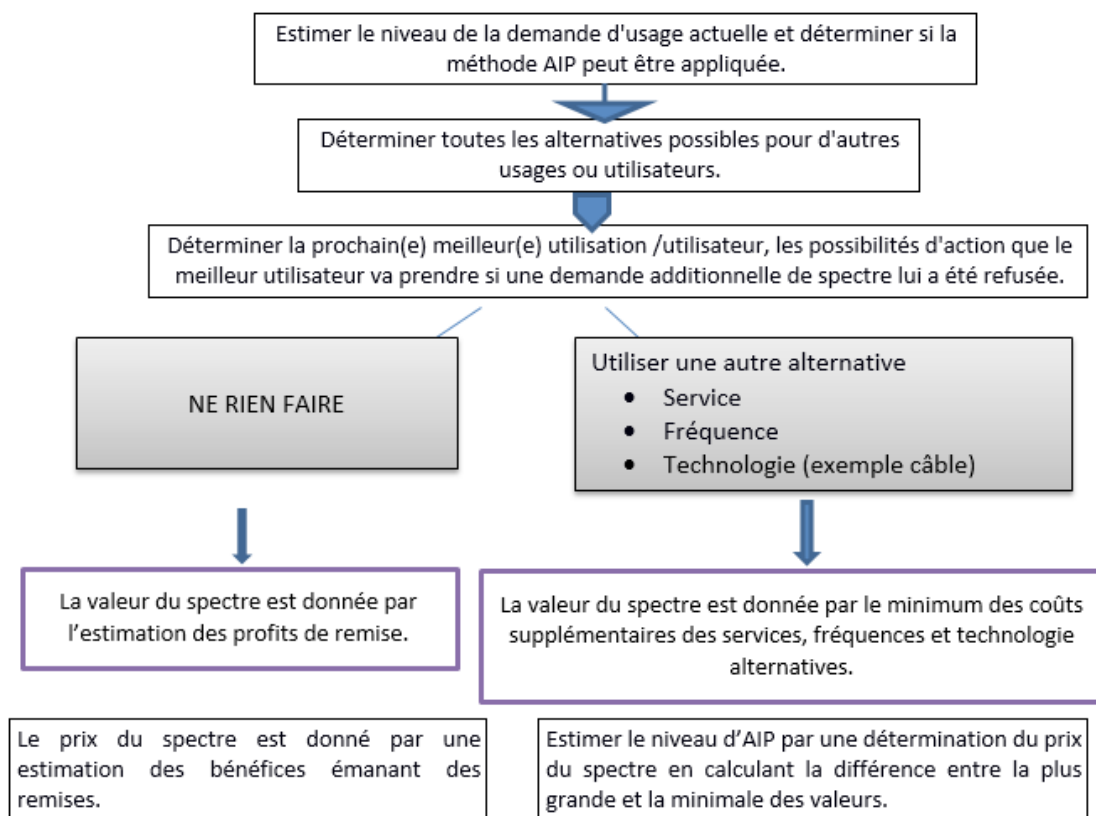 Estimer le niveau de la demande d'usage actuelle et déterminer si la
méthode AIP peut être appliquée.
Déterminer toutes les alternatives possibles pour d'autres
usages ou utilisateurs.
Déterminer la prochain(e) meilleur(e) utilisation /utilisateur, les possibilités d'action que le
meilleur utilisateur va prendre si une demande additionnelle de spectre lui a été refusée.
NE RIEN FAIRE
Utiliser une autre alternative
• Service
• Fréquence
• Technologie (exemple câble)
La valeur du spectre est donnée par
l’estimation des profits de remise.
La valeur du spectre est donnée par le minimum des coûts
supplémentaires des services, fréquences et technologie
alternatives.
Le prix du spectre est donné par une
estimation des bénéfices émanant des
remises.
Estimer le niveau d’AIP par une détermination du prix
du spectre en calculant la différence entre la plus
grande et la minimale des valeurs.